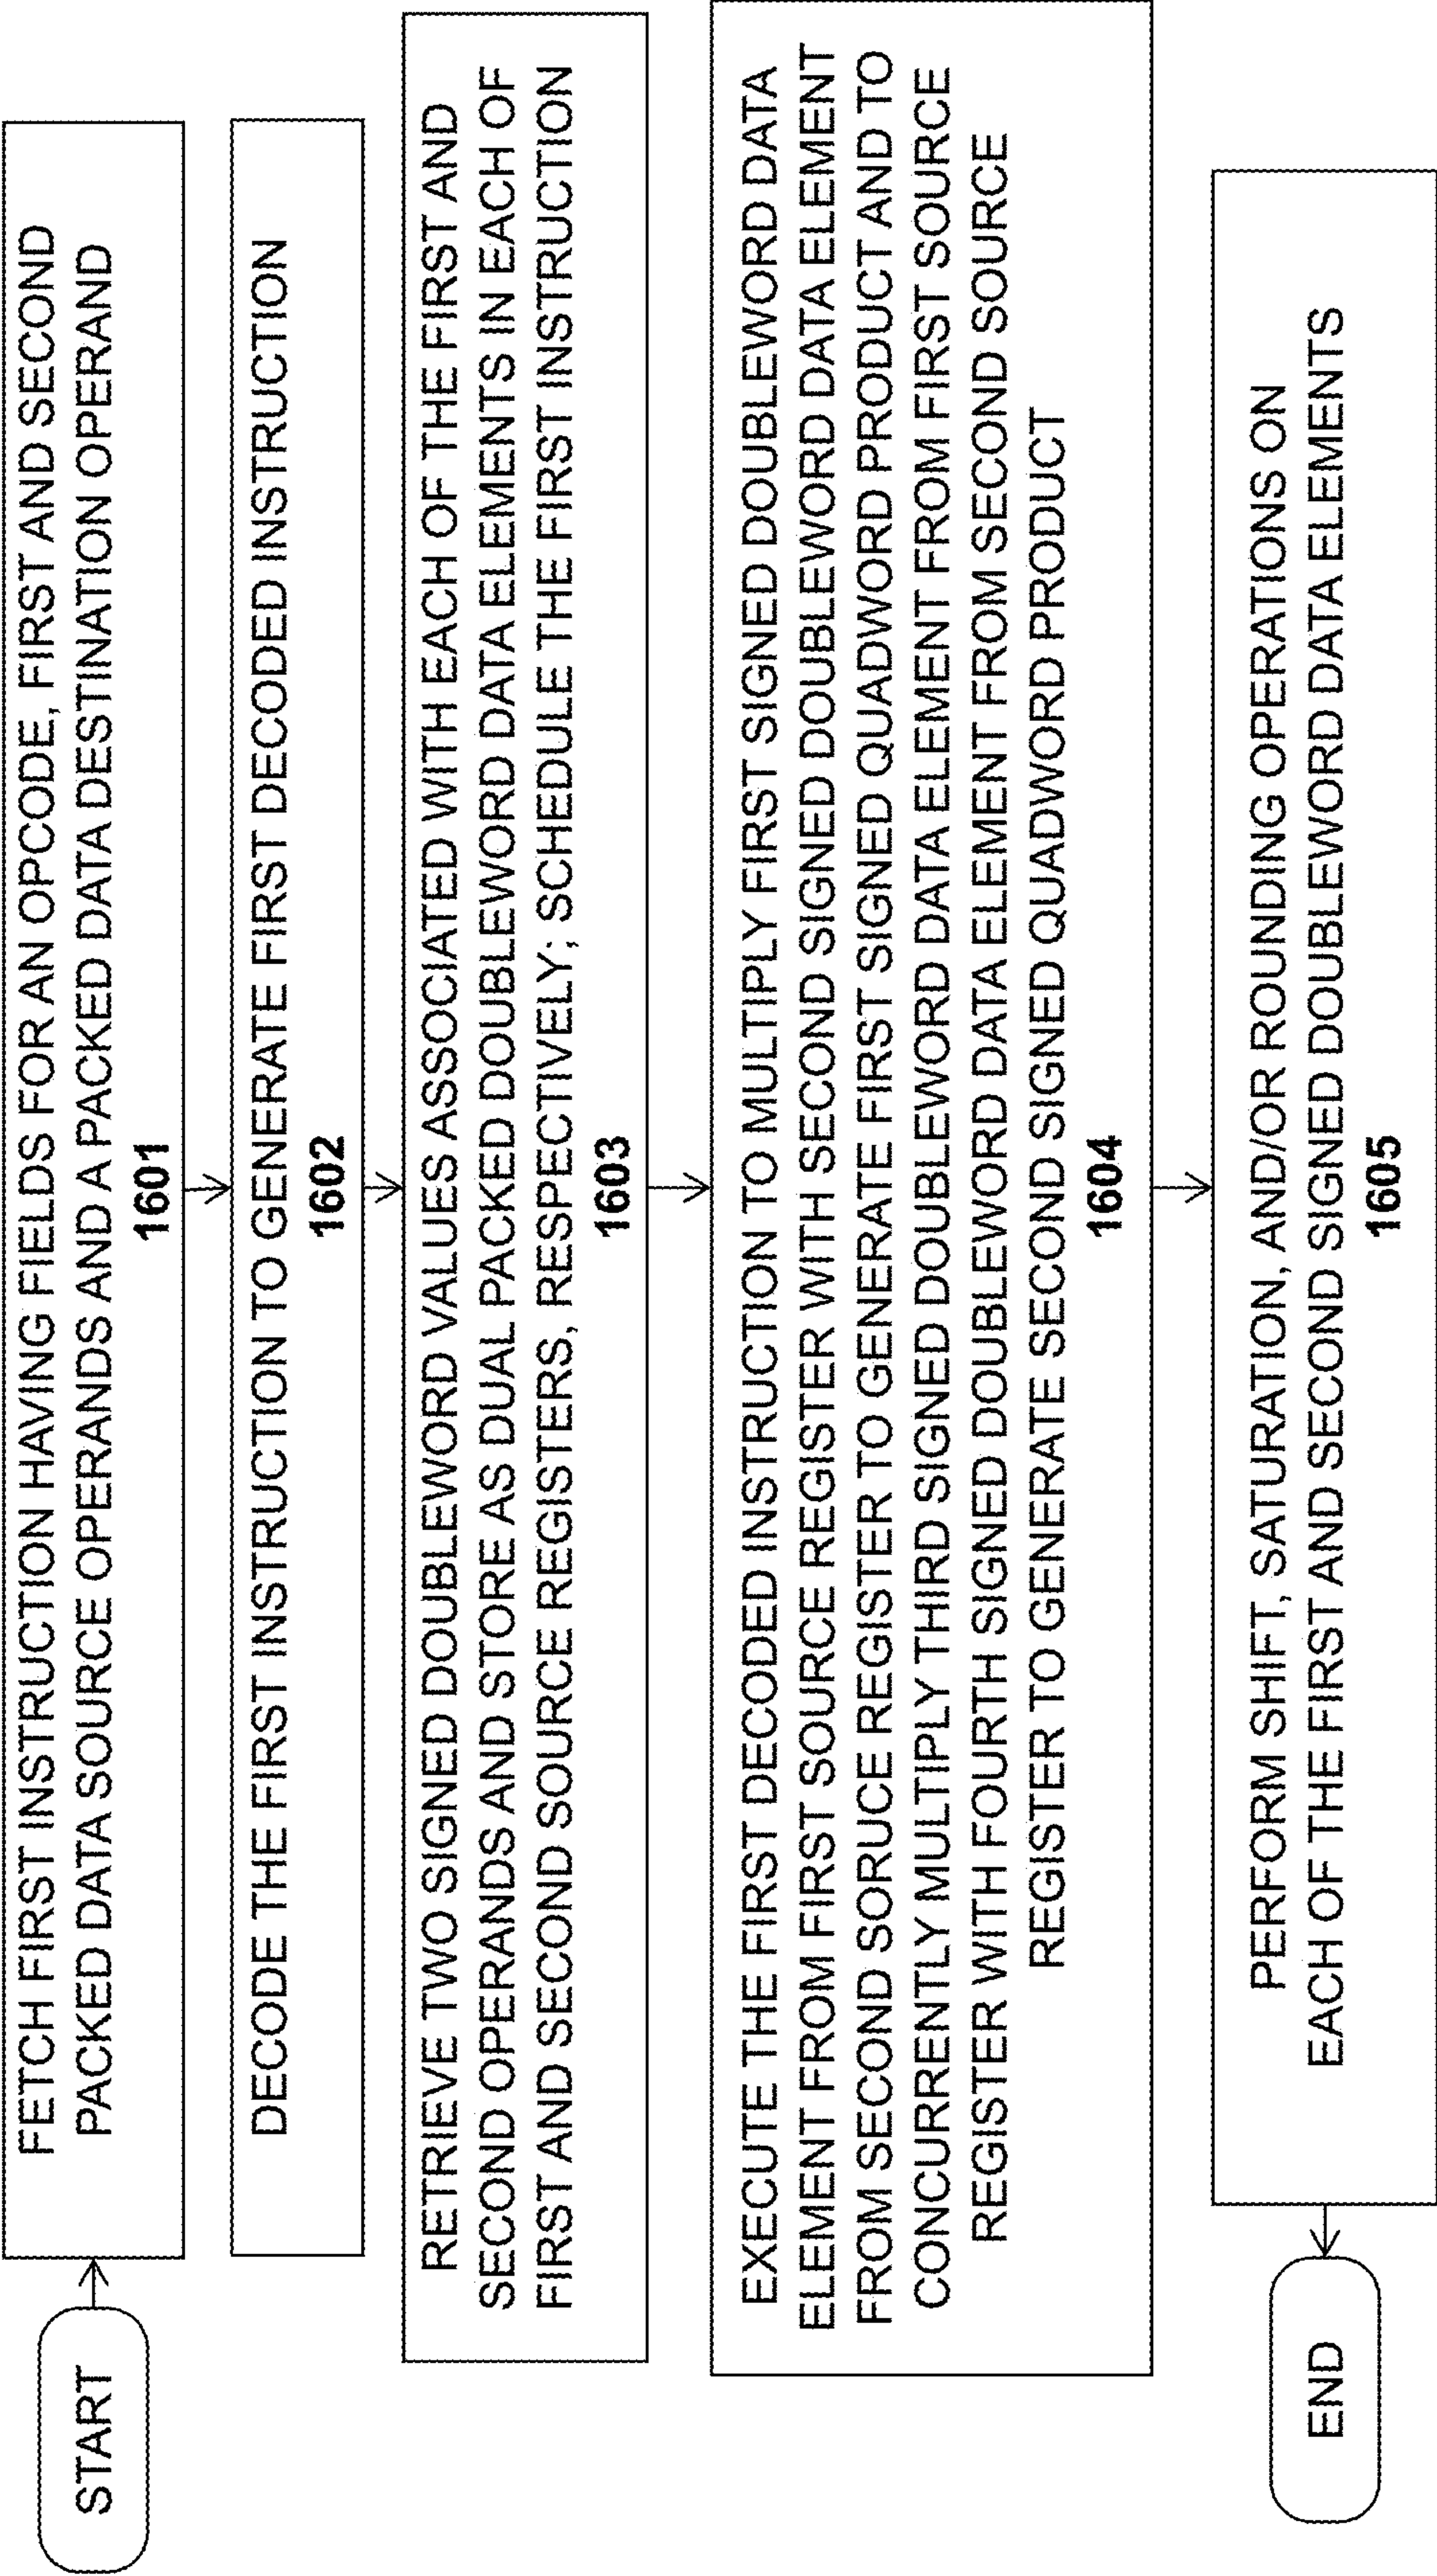 START
FETCH FIRST INSTRUCTION HAVING FIELDS FOR AN OPCODE, FIRST AND SECOND
PACKED DATA SOURCE OPERANDS AND A PACKED DATA DESTINATION OPERAND
1601
DECODE THE FIRST INSTRUCTION TO GENERATE FIRST DECODED INSTRUCTION
1602
RETRIEVE TWO SIGNED DOUBLEWORD VALUES ASSOCIATED WITH EACH OF THE FIRST AND
SECOND OPERANDS AND STORE AS DUAL PACKED DOUBLEWORD DATA ELEMENTS IN EACH OF
FIRST AND SECOND SOURCE REGISTERS, RESPECTIVELY; SCHEDULE THE FIRST INSTRUCTION
1603
EXECUTE THE FIRST DECODED INSTRUCTION TO MULTIPLY FIRST SIGNED DOUBLEWORD DATA
ELEMENT FROM FIRST SOURCE REGISTER WITH SECOND SIGNED DOUBLEWORD DATA ELEMENT
FROM SECOND SORUCE REGISTER TO GENERATE FIRST SIGNED QUADWORD PRODUCT AND TO
CONCURRENTLY MULTIPLY THIRD SIGNED DOUBLEWORD DATA ELEMENT FROM FIRST SOURCE
REGISTER WITH FOURTH SIGNED DOUBLEWORD DATA ELEMENT FROM SECOND SOURCE
REGISTER TO GENERATE SECOND SIGNED QUADWORD PRODUCT
1604
PERFORM SHIFT, SATURATION, AND/OR ROUNDING OPERATIONS ON
EACH OF THE FIRST AND SECOND SIGNED DOUBLEWORD DATA ELEMENTS
1605
END